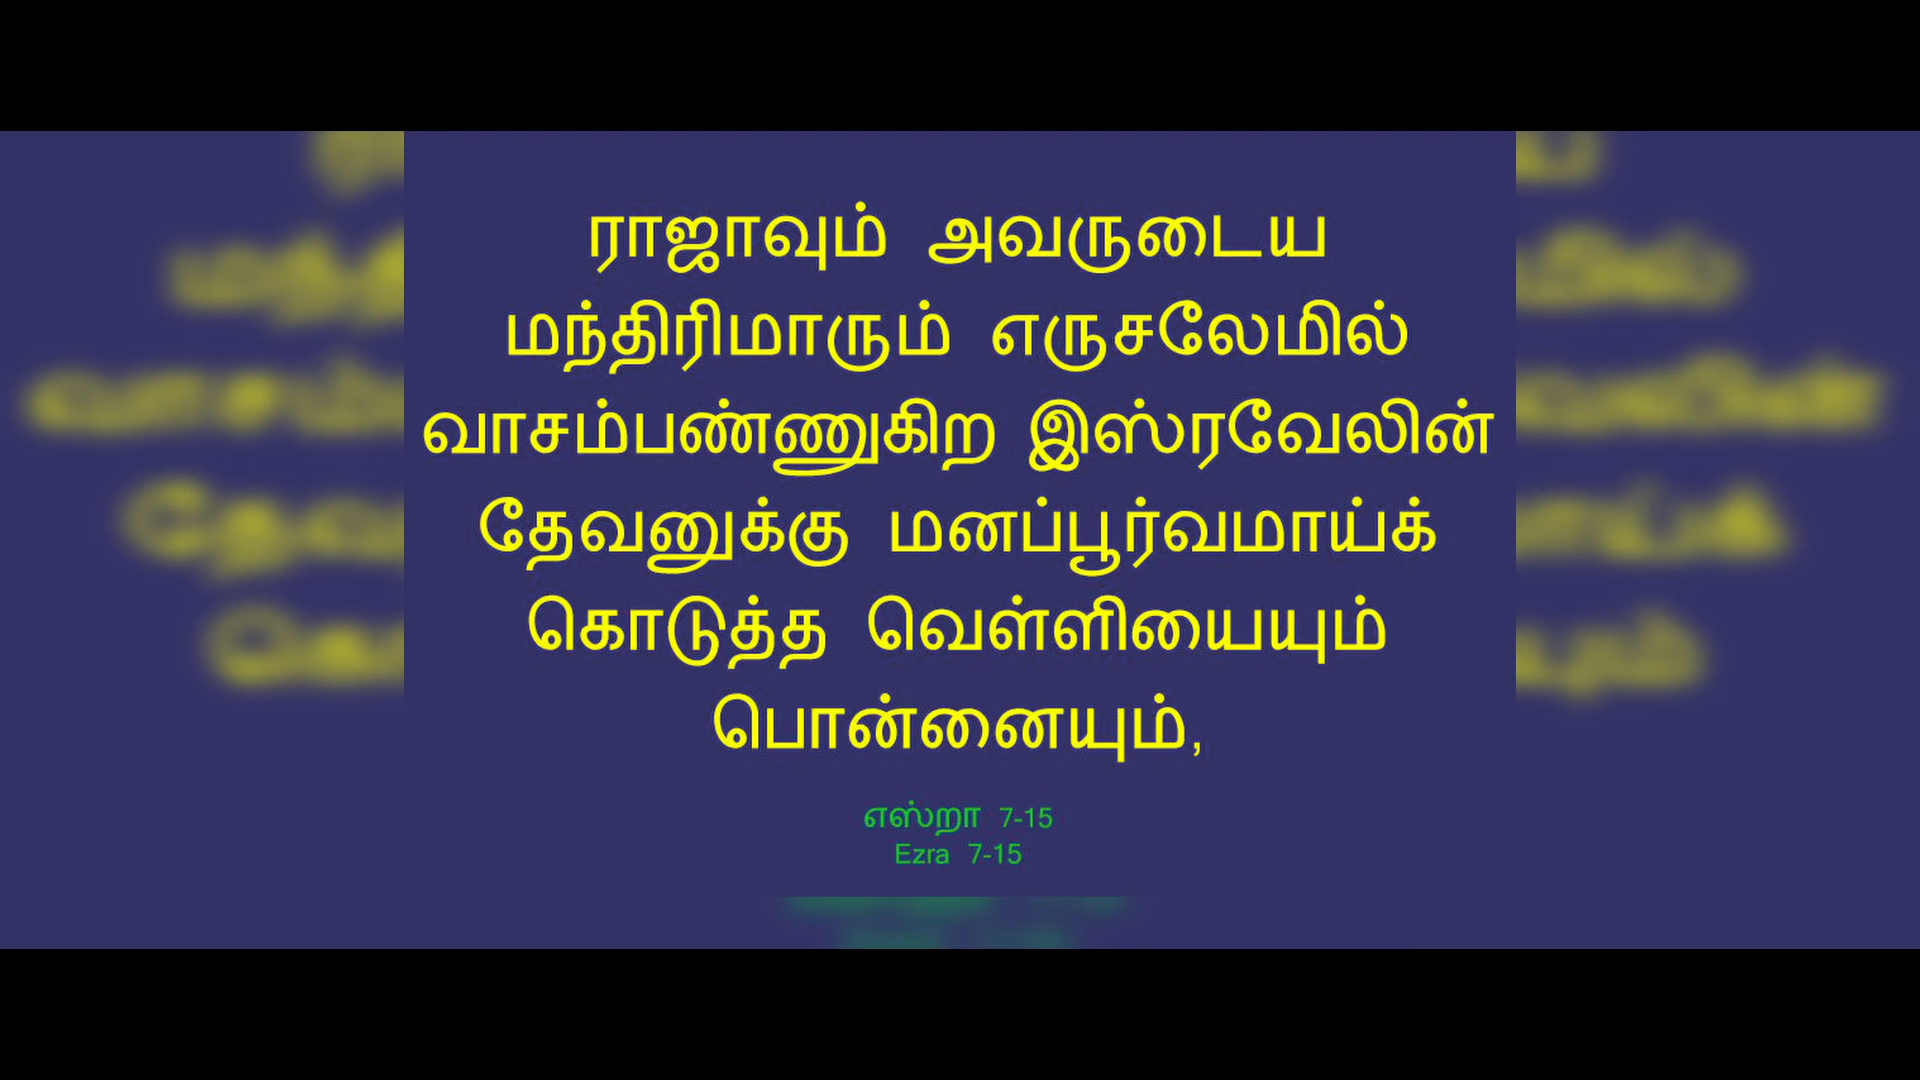 ராஜாவும் அவருடைய
மந்திரிமாரும் எருசலேமில்
வாசம்பண்ணுகிற இஸ்ரவேலின்
தேவனுக்கு மனப்பூர்வமாய்க்
கொடுத்த வெள்ளியையும்
பொன்னையும்,
எஸ்றா 7-15
Ezra 7-15